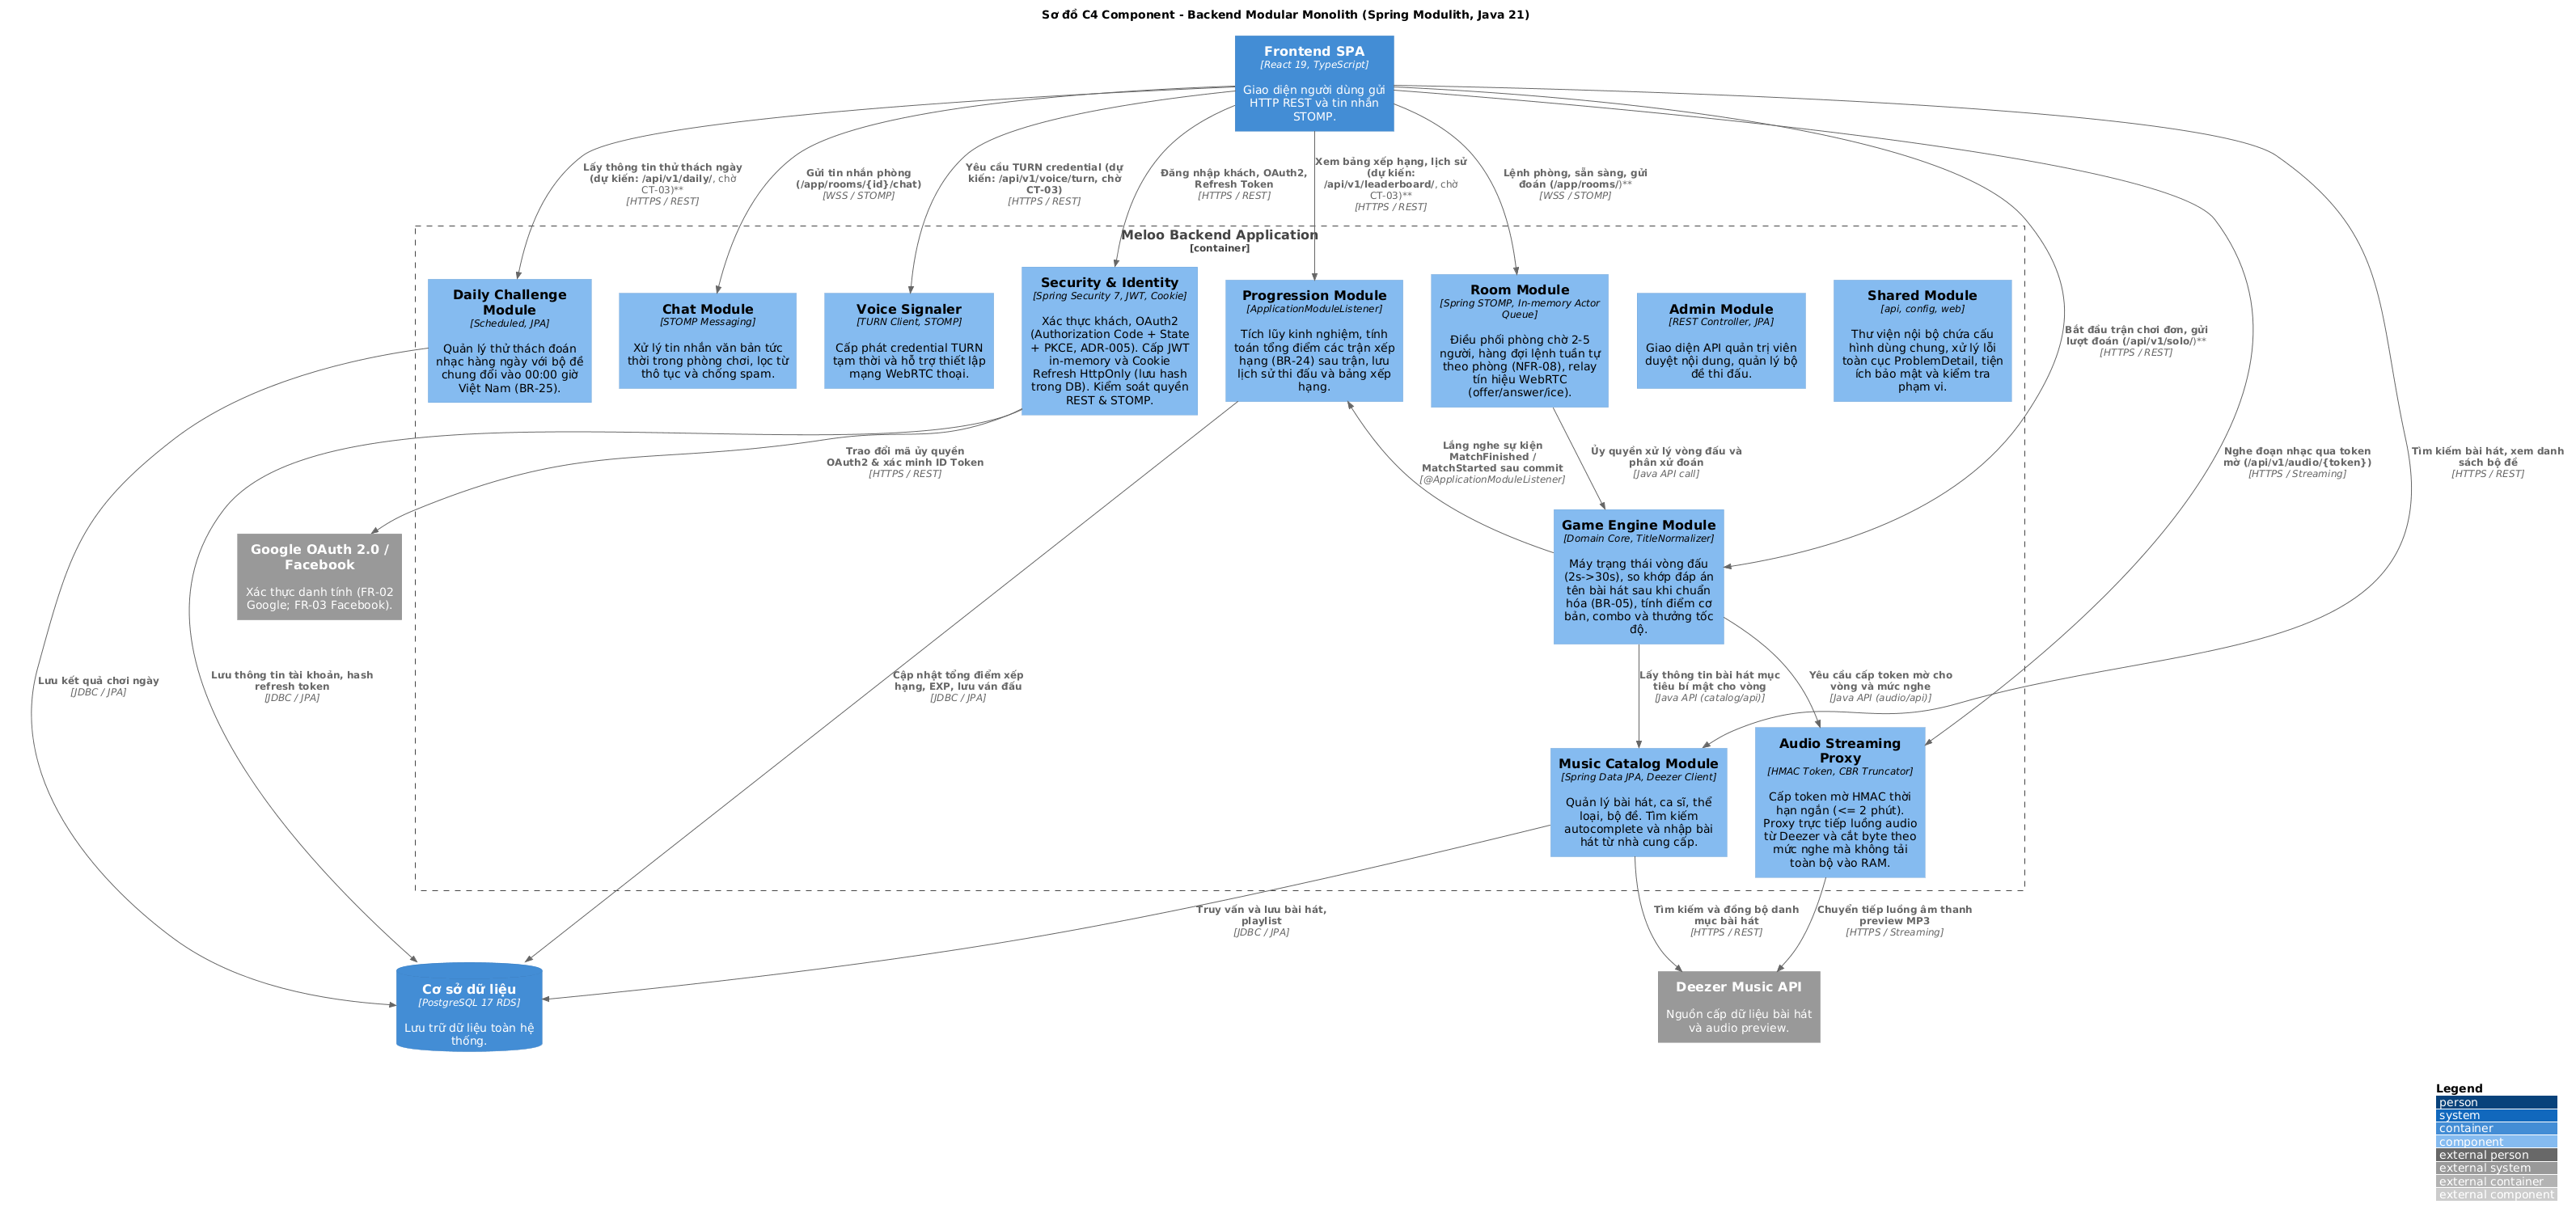 Sơ đồ C4 Component - Backend Modular Monolith (Spring Modulith, Java 21)
Frontend SPA
[React 19, TypeScript]
Giao diện người dùng gửi
HTTP REST và tin nhắn
STOMP.
Lấy thông tin thử thách ngày
(dự kiến: /api/v1/daily/, chờ
CT-03)**
[HTTPS / REST]
Gửi tin nhắn phòng
(/app/rooms/{id}/chat)
[WSS / STOMP]
Yêu cầu TURN credential (dự
kiến: /api/v1/voice/turn, chờ
CT-03)
[HTTPS / REST]
Đăng nhập khách, OAuth2,
Refresh Token
[HTTPS / REST]
Xem bảng xếp hạng, lịch sử
(dự kiến:
/api/v1/leaderboard/, chờ
CT-03)**
[HTTPS / REST]
Lệnh phòng, sẵn sàng, gửi
đoán (/app/rooms/)**
[WSS / STOMP]
Meloo Backend Application
[container]
Daily Challenge
Module
[Scheduled, JPA]
Quản lý thử thách đoán
nhạc hàng ngày với bộ đề
chung đổi vào 00:00 giờ
Việt Nam (BR-25).
Chat Module
[STOMP Messaging]
Xử lý tin nhắn văn bản tức
thời trong phòng chơi, lọc từ
thô tục và chống spam.
Voice Signaler
[TURN Client, STOMP]
Cấp phát credential TURN
tạm thời và hỗ trợ thiết lập
mạng WebRTC thoại.
Security & Identity
[Spring Security 7, JWT, Cookie]
Xác thực khách, OAuth2
(Authorization Code + State
+ PKCE, ADR-005). Cấp JWT
in-memory và Cookie
Refresh HttpOnly (lưu hash
trong DB). Kiểm soát quyền
REST & STOMP.
Progression Module
[ApplicationModuleListener]
Tích lũy kinh nghiệm, tính
toán tổng điểm các trận xếp
hạng (BR-24) sau trận, lưu
lịch sử thi đấu và bảng xếp
hạng.
Room Module
[Spring STOMP, In-memory Actor
Queue]
Điều phối phòng chờ 2-5
người, hàng đợi lệnh tuần tự
theo phòng (NFR-08), relay
tín hiệu WebRTC
(offer/answer/ice).
Admin Module
[REST Controller, JPA]
Giao diện API quản trị viên
duyệt nội dung, quản lý bộ
đề thi đấu.
Shared Module
[api, config, web]
Thư viện nội bộ chứa cấu
hình dùng chung, xử lý lỗi
toàn cục ProblemDetail, tiện
ích bảo mật và kiểm tra
phạm vi.
Bắt đầu trận chơi đơn, gửi
lượt đoán (/api/v1/solo/)**
[HTTPS / REST]
Trao đổi mã ủy quyền
OAuth2 & xác minh ID Token
[HTTPS / REST]
Lắng nghe sự kiện
MatchFinished /
MatchStarted sau commit
[@ApplicationModuleListener]
Ủy quyền xử lý vòng đấu và
phân xử đoán
[Java API call]
Nghe đoạn nhạc qua token
mờ (/api/v1/audio/{token})
[HTTPS / Streaming]
Tìm kiếm bài hát, xem danh
sách bộ đề
[HTTPS / REST]
Google OAuth 2.0 /
Facebook
Xác thực danh tính (FR-02
Google; FR-03 Facebook).
Game Engine Module
[Domain Core, TitleNormalizer]
Máy trạng thái vòng đấu
(2s->30s), so khớp đáp án
tên bài hát sau khi chuẩn
hóa (BR-05), tính điểm cơ
bản, combo và thưởng tốc
độ.
Lưu kết quả chơi ngày
[JDBC / JPA]
Lưu thông tin tài khoản, hash
refresh token
[JDBC / JPA]
Cập nhật tổng điểm xếp
hạng, EXP, lưu ván đấu
[JDBC / JPA]
Lấy thông tin bài hát mục
tiêu bí mật cho vòng
[Java API (catalog/api)]
Yêu cầu cấp token mờ cho
vòng và mức nghe
[Java API (audio/api)]
Music Catalog Module
[Spring Data JPA, Deezer Client]
Quản lý bài hát, ca sĩ, thể
loại, bộ đề. Tìm kiếm
autocomplete và nhập bài
hát từ nhà cung cấp.
Audio Streaming
Proxy
[HMAC Token, CBR Truncator]
Cấp token mờ HMAC thời
hạn ngắn (<= 2 phút).
Proxy trực tiếp luồng audio
từ Deezer và cắt byte theo
mức nghe mà không tải
toàn bộ vào RAM.
Truy vấn và lưu bài hát,
playlist
[JDBC / JPA]
Tìm kiếm và đồng bộ danh
mục bài hát
[HTTPS / REST]
Chuyển tiếp luồng âm thanh
preview MP3
[HTTPS / Streaming]
Cơ sở dữ liệu
[PostgreSQL 17 RDS]
Lưu trữ dữ liệu toàn hệ
thống.
Deezer Music API
Nguồn cấp dữ liệu bài hát
và audio preview.
Legend
person
system
container
component
external person
external system
external container
external component